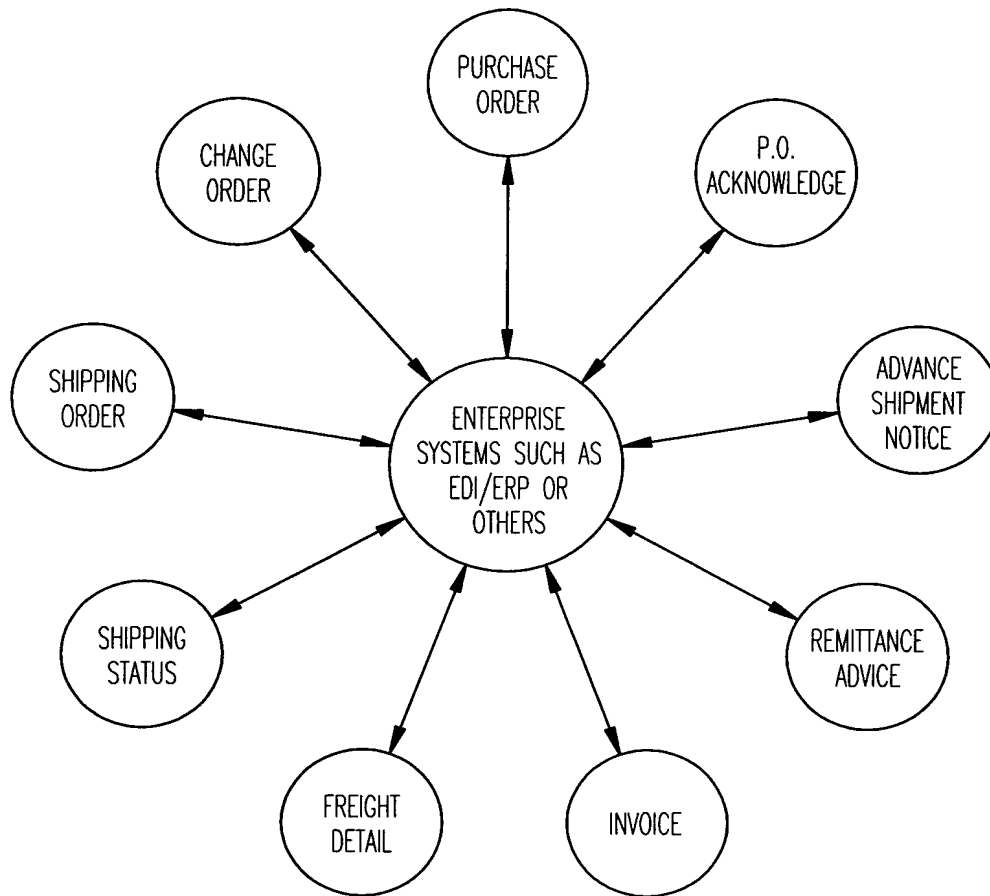 PURCHASE
ORDER
P.O.
ACKNOWLEDGE
CHANGE
ORDER
ADVANCE
SHIPMENT
NOTICE
SHIPPING
ORDER
ENTERPRISE
SYSTEMS SUCH AS
EDI/ERP OR
OTHERS
SHIPPING
STATUS
REMITTANCE
ADVICE
FREIGHT
DETAIL
INVOICE